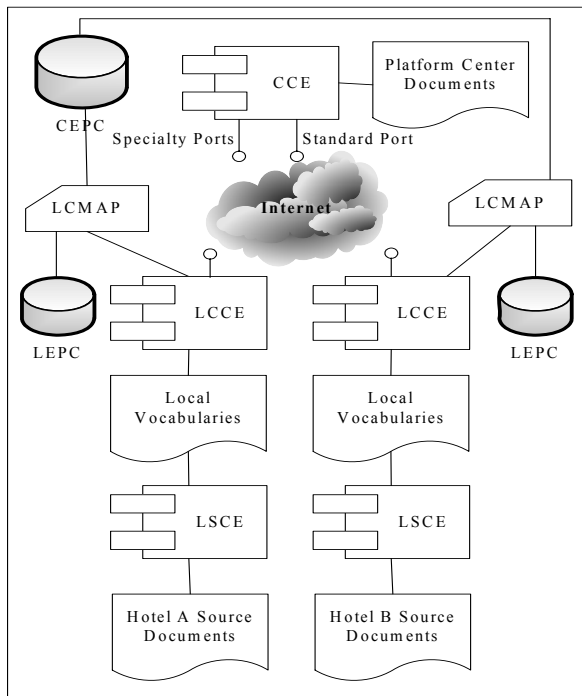 CEPC
CCE
Platform Center
Documents
Specialty Ports
Standard Port
Internet
LCMAP
LCMAP
LEPC
LCCE
LCCE
LEPC
Local
Vocabularies
Local
Vocabularies
LSCE
LSCE
Hotel A Source
Documents
Hotel B Source
Documents